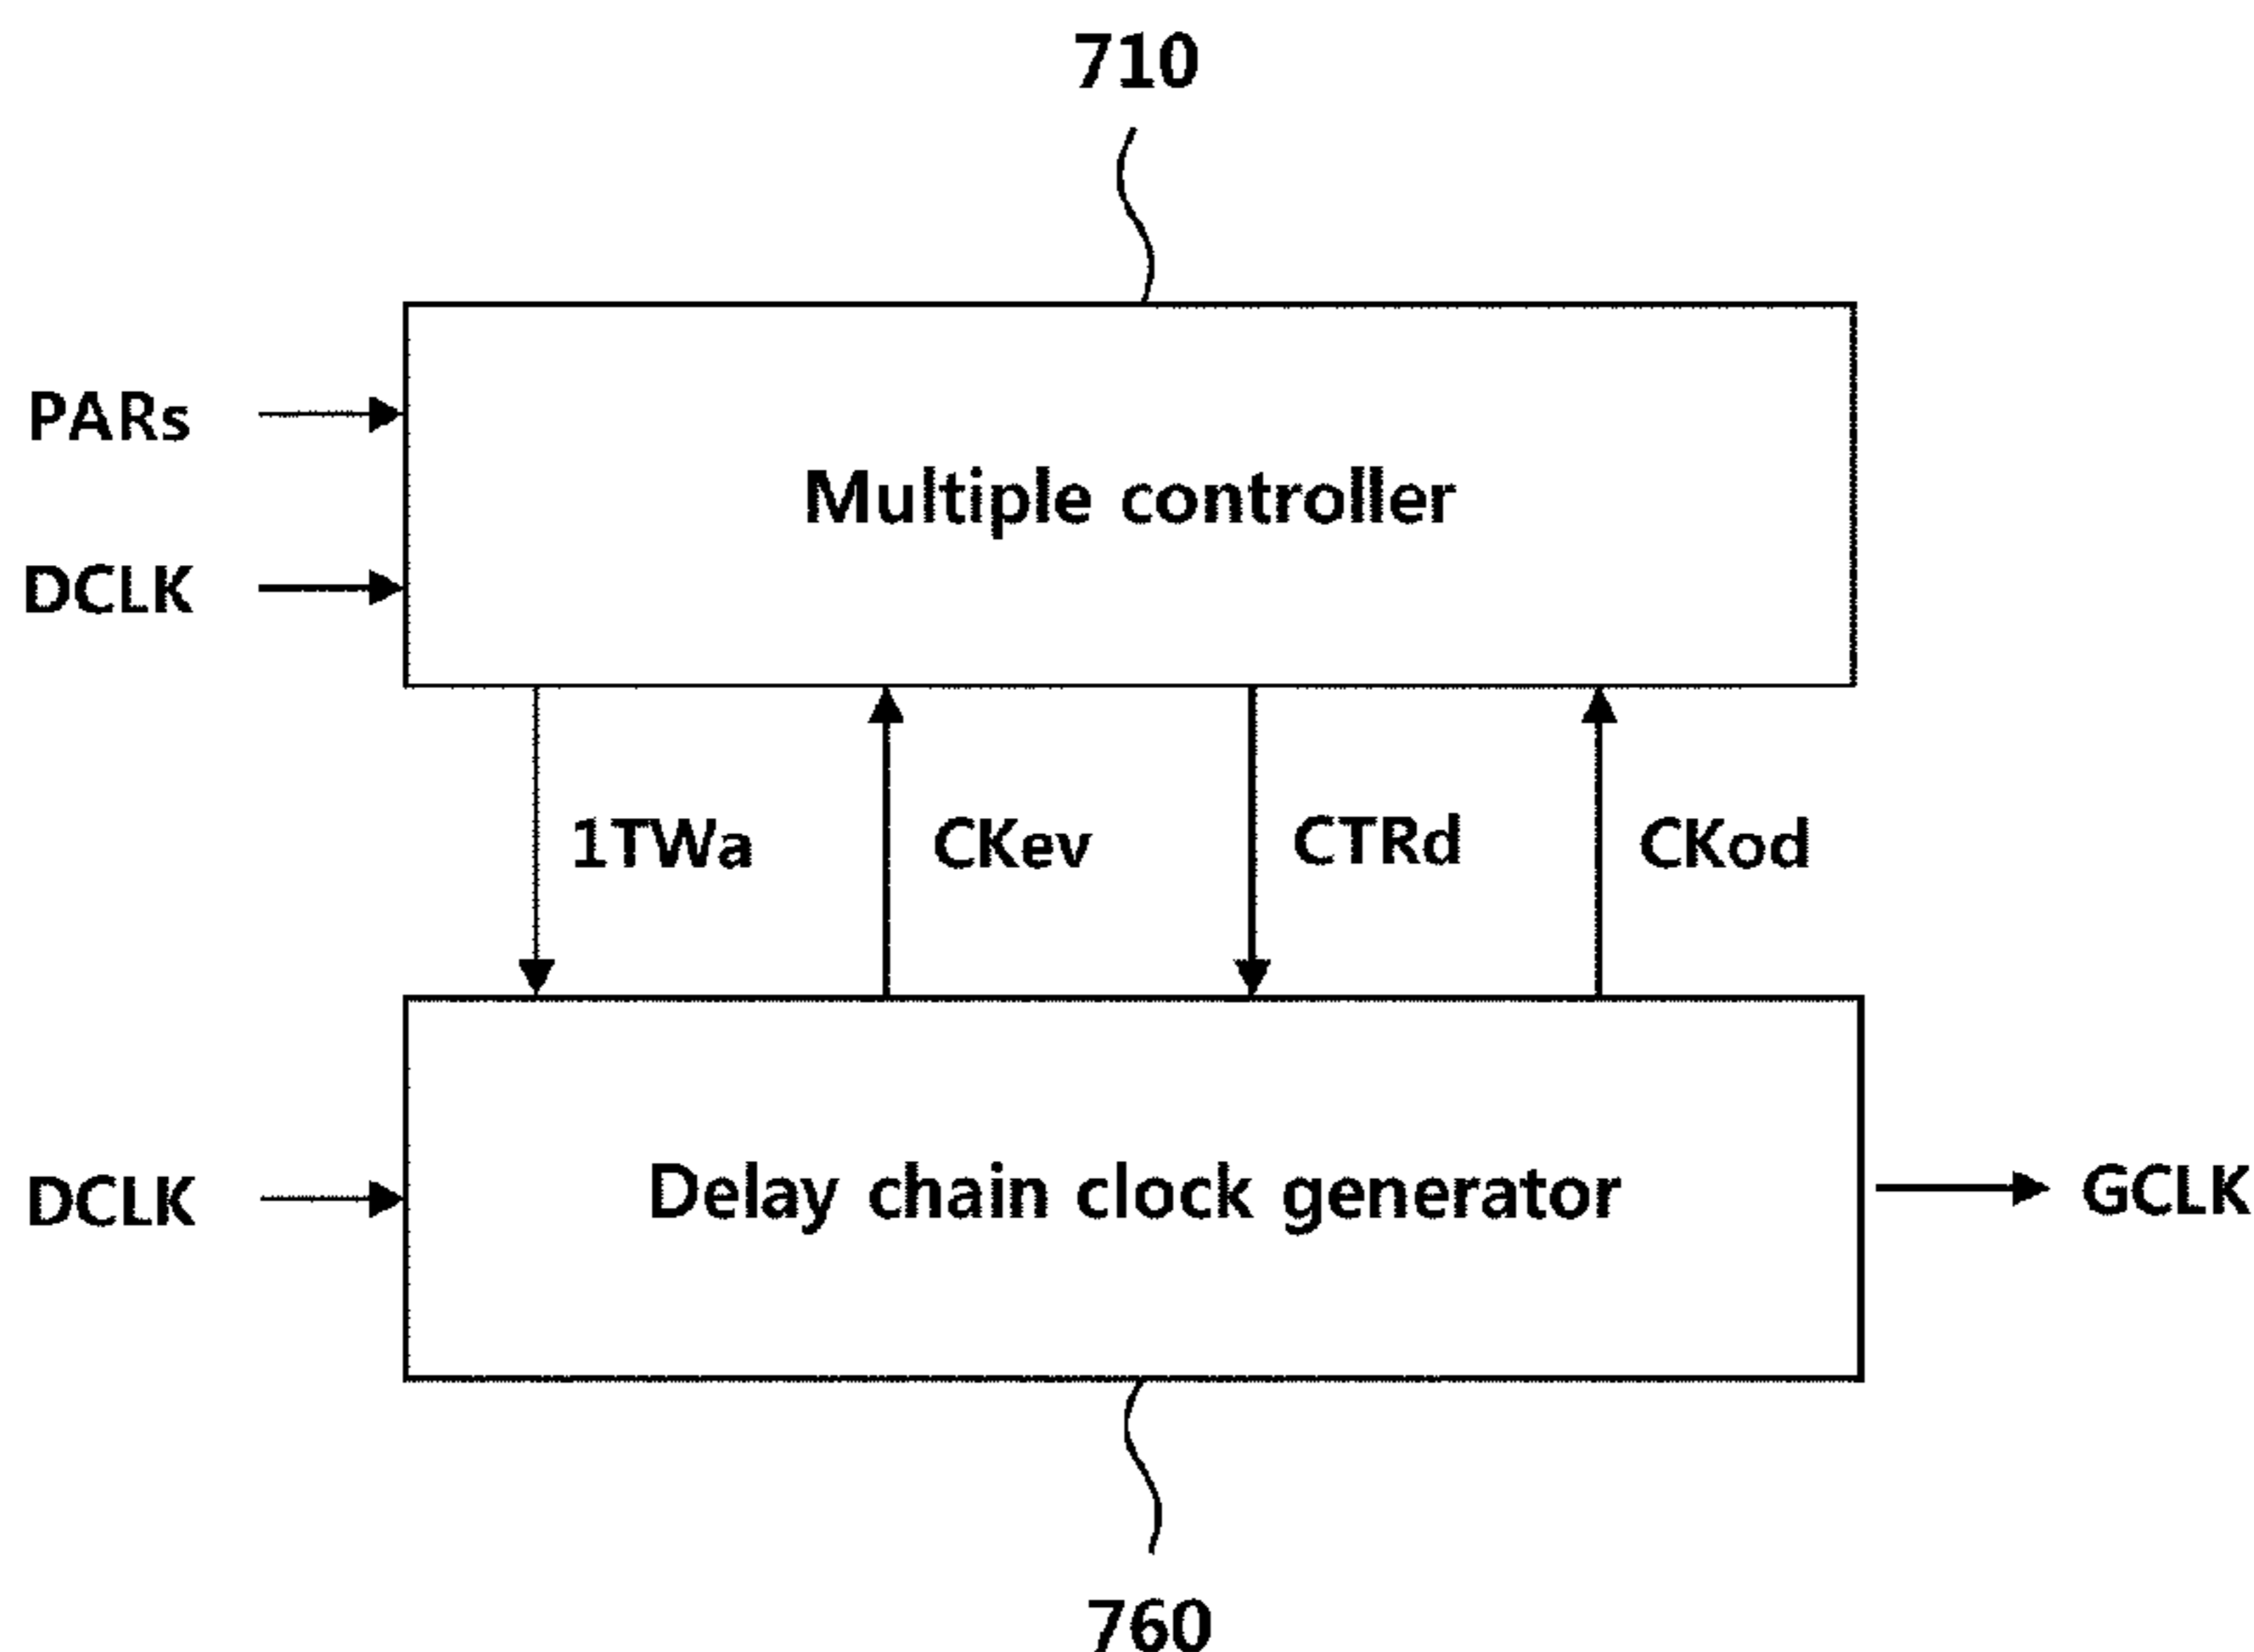 710
PARs
Multiple controller
DCLK
1TWa
CKev
CTRd
CKod
DCLK
Delay chain clock generator
GCLK
760